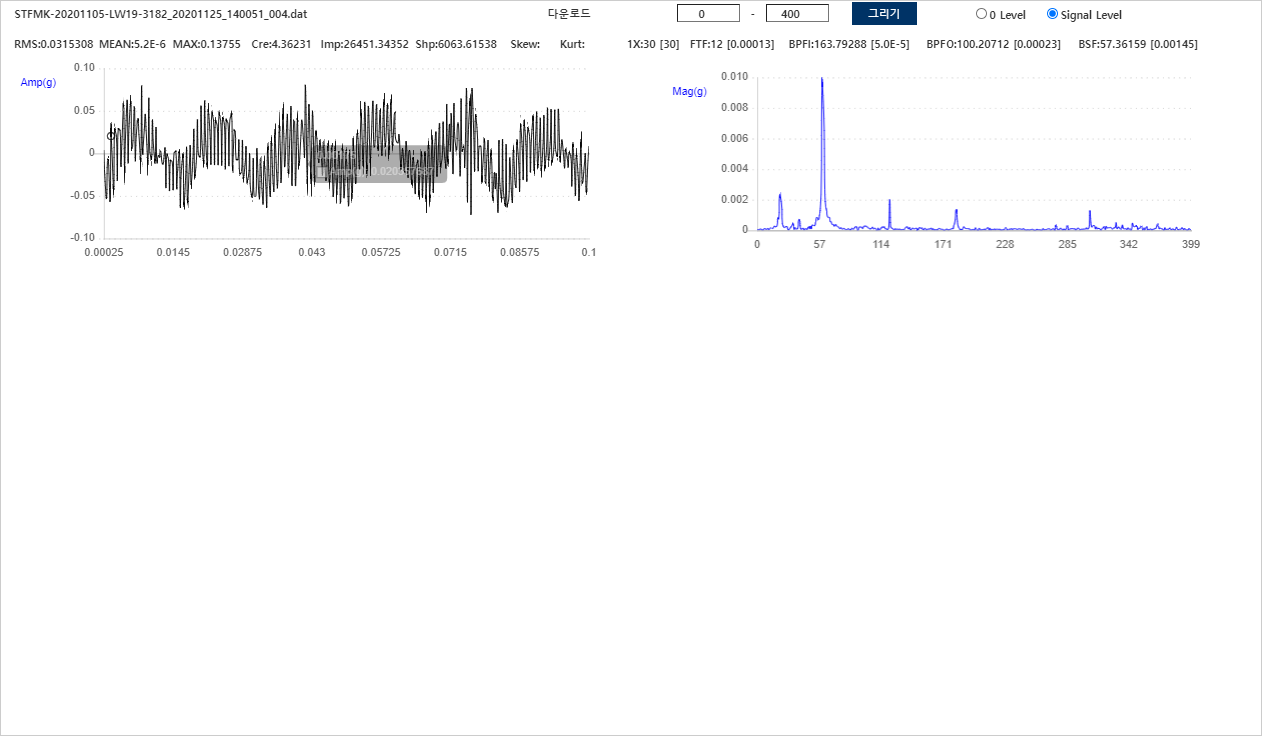 STFMK-20201105-LW19-3182_20201125_140051_004.dat 다운로드 0 - 400 그리기 0 Level Signal Level
RMS:0.0315308 MEAN:5.2E-6 MAX:0.13755 Cre:4.36231 Imp:26451.34352 Shp:6063.61538 Skew: Kurt: 1X:30 [30] FTF:12 [0.00013] BPFI:163.79288 [5.0E-5] BPFO:100.20712 [0.00023] BSF:57.36159 [0.00145]
Amp(g)
0.10
0.05
0
-0.05
-0.10
0.00025 0.0145 0.02875 0.043 0.05725 0.0715 0.08575 0.1
Amp(g)
Mag(g)
0.010
0.008
0.006
0.004
0.002
0
0 57 114 171 228 285 342 399